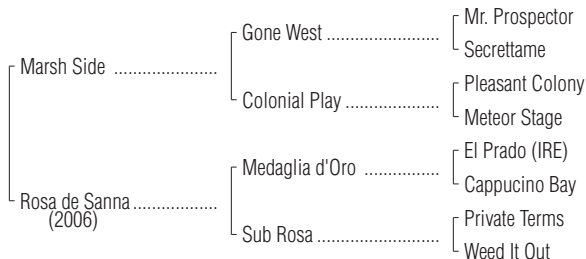 Mr. Prospector
Gone West ......................
Secrettame
Marsh Side ....................
Pleasant Colony
Colonial Play ..................
Meteor Stage
El Prado (IRE)
Medaglia d'Oro ...............
Cappucino Bay
Rosa de Sanna ................
(2006)
Private Terms
Sub Rosa .......................
Weed It Out